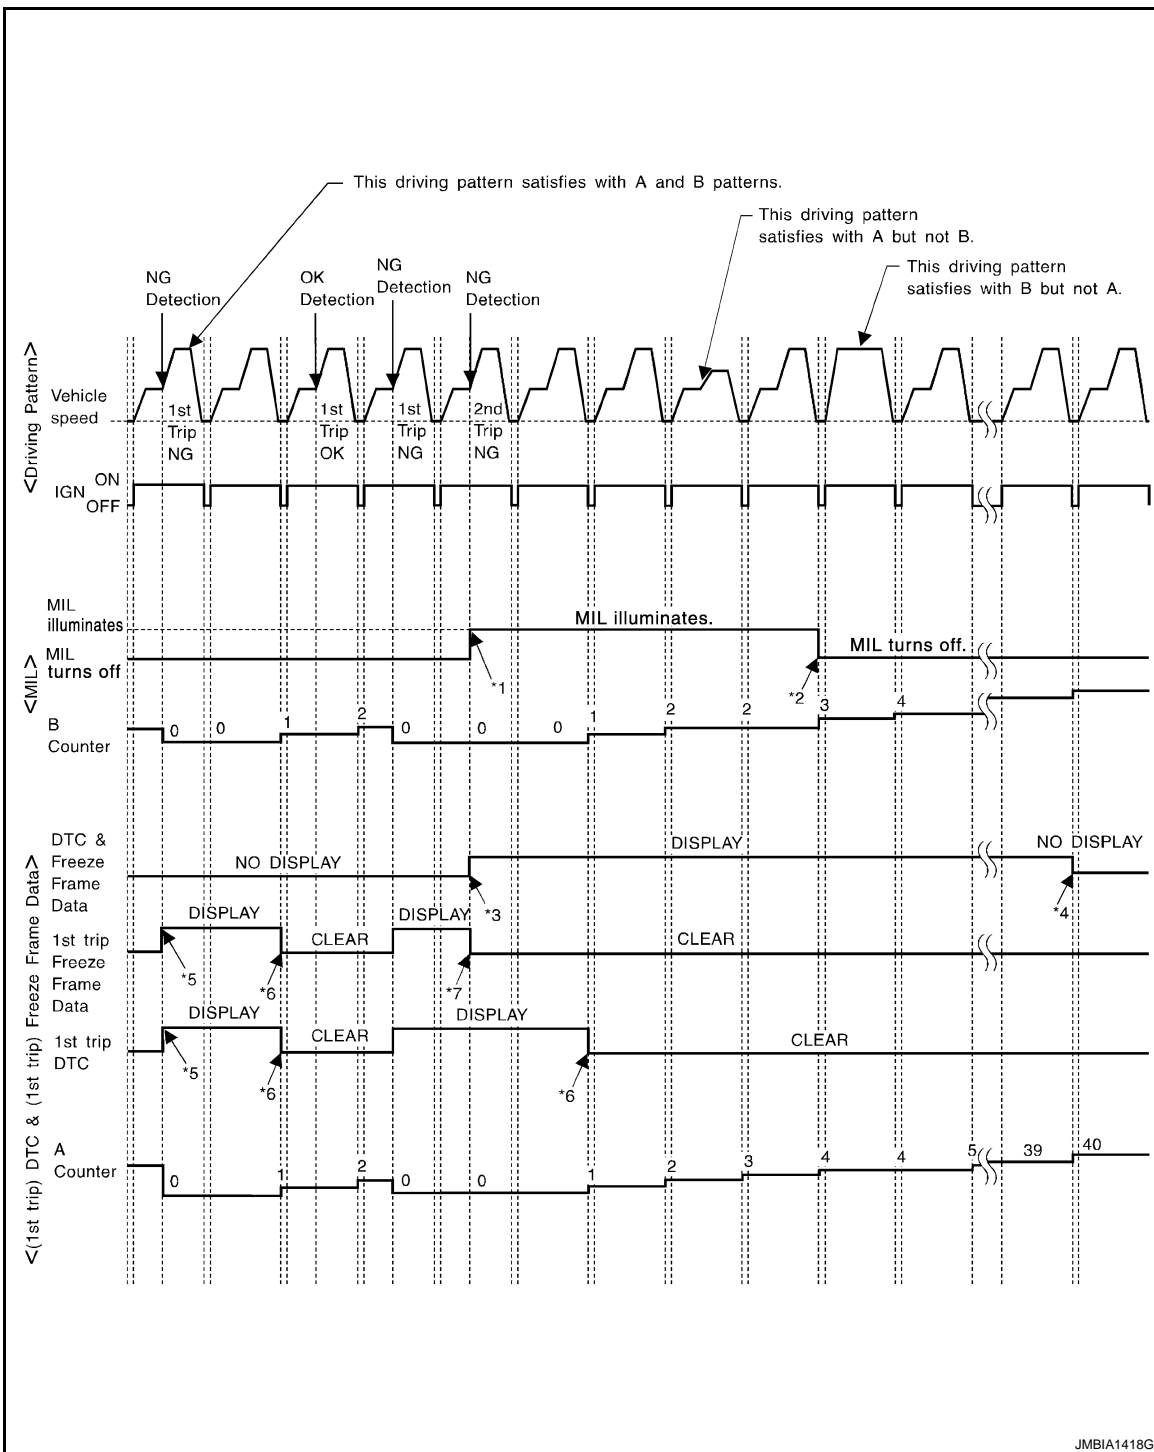 This driving pattern satisfies with A and B patterns.
This driving pattern
satisfies with A but not B.
This driving pattern
satisfies with B but not A.
NG
Detection
OK
Detection
NG
Detection
NG
Detection
<Driving Pattern>
Vehicle
speed
1st
Trip
NG
1st
Trip
OK
1st
Trip
NG
2nd
Trip
NG
IGN
ON
OFF
<MIL>
MIL
illuminates
MIL illuminates.
MIL
turns off
MIL turns off.
*1
*2
B
Counter
0 0 1 2 0 0 0 1 2 2 3 4
<(1st trip) DTC & (1st trip) Freeze Frame Data>
DTC &
Freeze
Frame
Data
NO DISPLAY
DISPLAY
NO DISPLAY
*3
*4
1st trip
Freeze
Frame
Data
DISPLAY
CLEAR
DISPLAY
CLEAR
*5
*6
*7
1st trip
DTC
DISPLAY
CLEAR
DISPLAY
CLEAR
*5
*6
*6
A
Counter
0 1 2 0 0 1 2 3 4 4 5 39 40
JMBIA1418G